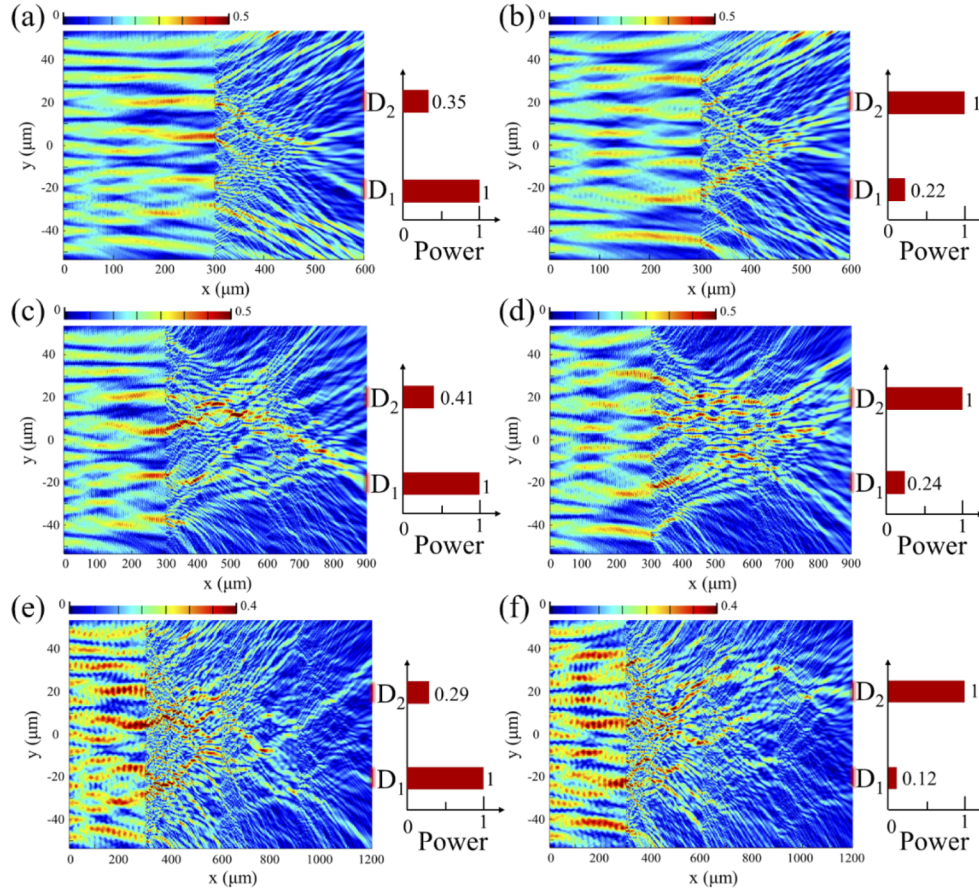 (a) 0 0.5 (b) 0 0.5
y (μm) 40 20 0 -20 -40
D2 0.35
D1 1
0 1
Power
0 100 200 300 400 500 600
x (μm)
y (μm) 40 20 0 -20 -40
D2 1
D1 0.22
0 1
Power
0 100 200 300 400 500 600
x (μm)
(c) 0 0.5 (d) 0 0.5
y (μm) 40 20 0 -20 -40
D2 0.41
D1 1
0 1
Power
0 100 200 300 400 500 600 700 800 900
x (μm)
y (μm) 40 20 0 -20 -40
D2 1
D1 0.24
0 1
Power
0 100 200 300 400 500 600 700 800 900
x (μm)
(e) 0 0.4 (f) 0 0.4
y (μm) 40 20 0 -20 -40
D2 0.29
D1 1
0 1
Power
0 200 400 600 800 1000 1200
x (μm)
y (μm) 40 20 0 -20 -40
D2 1
D1 0.12
0 1
Power
0 200 400 600 800 1000 1200
x (μm)